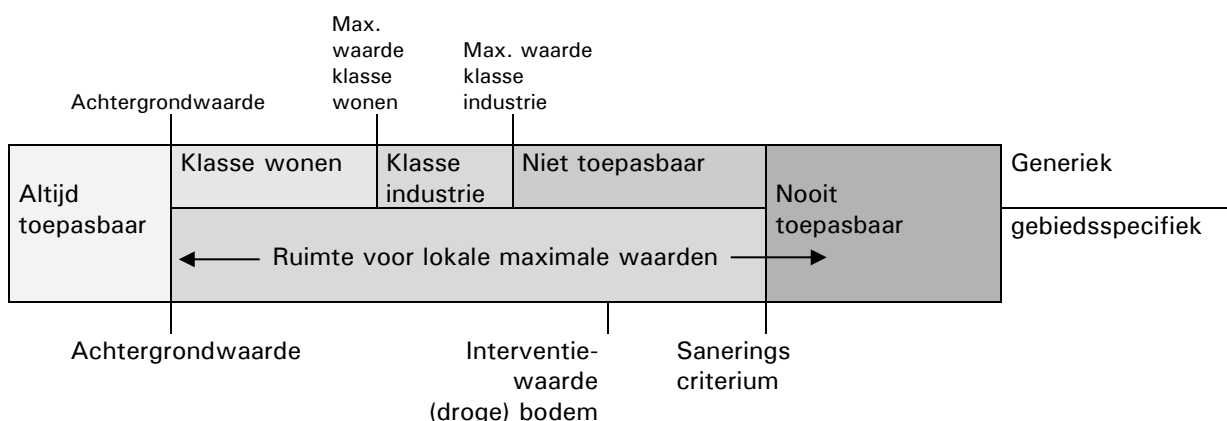 Max.
waarde
klasse
wonen
Max. waarde
klasse
industrie
Achtergrondwaarde
Altijd
toepasbaar
Klasse wonen
Klasse
industrie
Niet toepasbaar
Nooit
toepasbaar
Generiek
gebiedsspecifiek
Ruimte voor lokale maximale waarden
Achtergrondwaarde
Interventie-
waarde
(droge) bodem
Sanerings
criterium